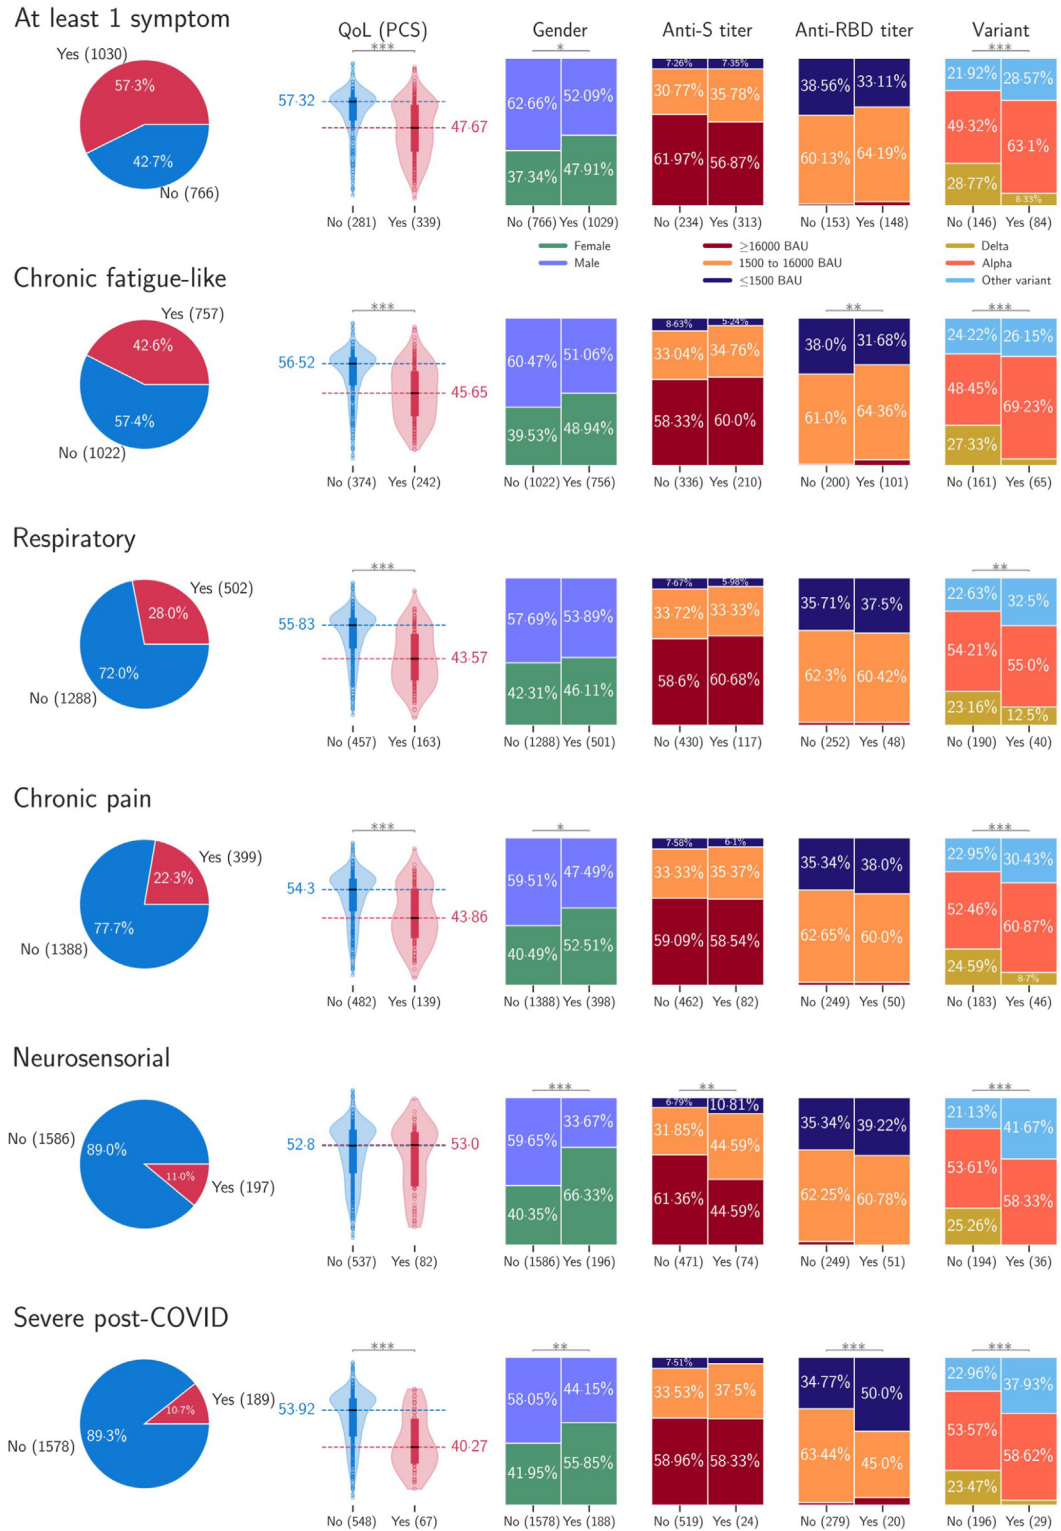 At least 1 symptom
QoL (PCS) Gender Anti-S titer Anti-RBD titer Variant
*** * ***
Yes (1030)
57·3%
42·7%
No (766)
57·32
47·67
62·66% 52·09%
37·34% 47·91%
7·26% 7·35%
30·77% 35·78%
61·97% 56·87%
38·56% 33·11%
60·13% 64·19%
21·92% 28·57%
49·32% 63·1%
28·77% 8·33%
No (281) Yes (339) No (766) Yes (1029) No (234) Yes (313) No (153) Yes (148) No (146) Yes (84)
Female
Male
≥16000 BAU
1500 to 16000 BAU
≤1500 BAU
Delta
Alpha
Other variant
Chronic fatigue-like
*** ** ***
Yes (757)
42·6%
57·4%
No (1022)
56·52
45·65
60·47% 51·06%
39·53% 48·94%
8·63% 5·24%
33·04% 34·76%
58·33% 60·0%
38·0% 31·68%
61·0% 64·36%
24·22% 26·15%
48·45% 69·23%
27·33%
No (374) Yes (242) No (1022) Yes (756) No (336) Yes (210) No (200) Yes (101) No (161) Yes (65)
Respiratory
*** **
Yes (502)
28·0%
72·0%
No (1288)
55·83
43·57
57·69% 53·89%
42·31% 46·11%
7·67% 5·98%
33·72% 33·33%
58·6% 60·68%
35·71% 37·5%
62·3% 60·42%
22·63% 32·5%
54·21% 55·0%
23·16% 12·5%
No (457) Yes (163) No (1288) Yes (501) No (430) Yes (117) No (252) Yes (48) No (190) Yes (40)
Chronic pain
*** * ***
Yes (399)
22·3%
77·7%
No (1388)
54·3
43·86
59·51% 47·49%
40·49% 52·51%
7·58% 6·1%
33·33% 35·37%
59·09% 58·54%
35·34% 38·0%
62·65% 60·0%
22·95% 30·43%
52·46% 60·87%
24·59% 8·7%
No (482) Yes (139) No (1388) Yes (398) No (462) Yes (82) No (249) Yes (50) No (183) Yes (46)
Neurosensorial
*** ** ***
No (1586)
89·0%
11·0%
Yes (197)
52·8
53·0
59·65% 33·67%
40·35% 66·33%
6·79% 10·81%
31·85% 44·59%
61·36% 44·59%
35·34% 39·22%
62·25% 60·78%
21·13% 41·67%
53·61% 58·33%
25·26%
No (537) Yes (82) No (1586) Yes (196) No (471) Yes (74) No (249) Yes (51) No (194) Yes (36)
Severe post-COVID
*** ** *** ***
Yes (189)
10·7%
89·3%
No (1578)
53·92
40·27
58·05% 44·15%
41·95% 55·85%
7·51%
33·53% 37·5%
58·96% 58·33%
34·77% 50·0%
63·44% 45·0%
22·96% 37·93%
53·57% 58·62%
23·47%
No (548) Yes (67) No (1578) Yes (188) No (519) Yes (24) No (279) Yes (20) No (196) Yes (29)